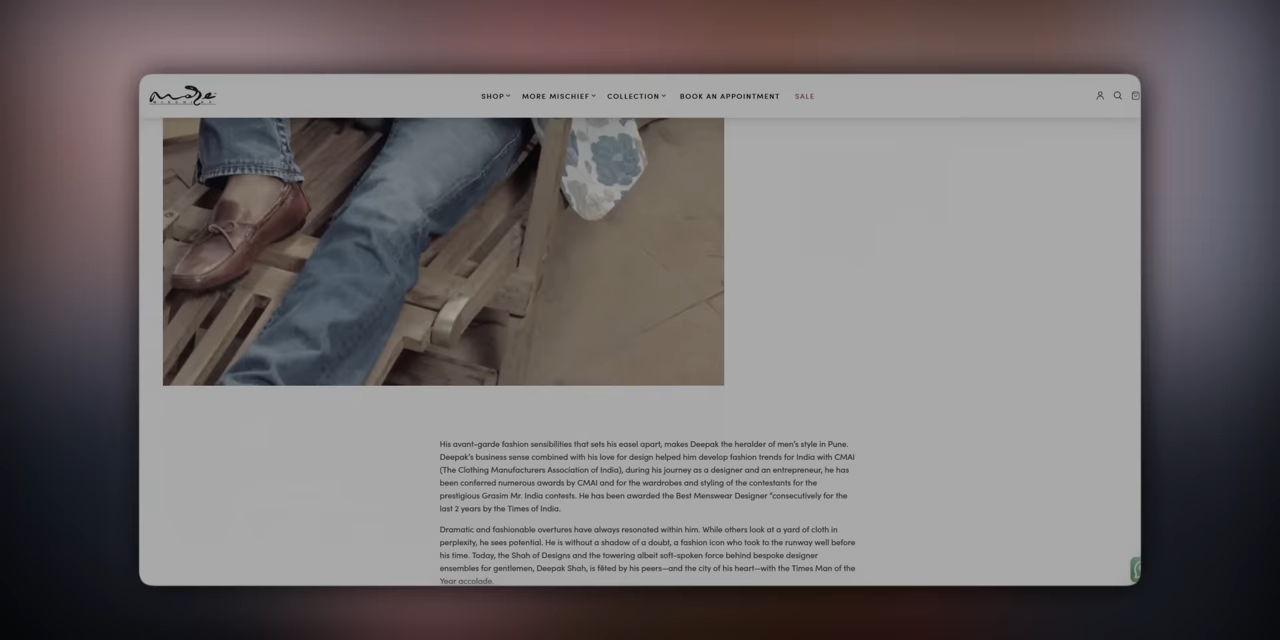 SHOP MORE MISCHIEF COLLECTION BOOK AN APPOINTMENT SALE
His avant-garde fashion sensibilities that sets his easel apart, makes Deepak the heralder of men's style in Pune.
Deepak's business sense combined with his love for design helped him develop fashion trends for India with CMAI
(The Clothing Manufacturers Association of India), during his journey as a designer and an entrepreneur, he has
been conferred numerous awards by CMAI and for the wardrobes and styling of the contestants for the
prestigious Grasim Mr. India contests. He has been awarded the Best Menswear Designer "consecutively for the
last 2 years by the Times of India.
Dramatic and fashionable overtures have always resonated within him. While others look at a yard of cloth in
perplexity, he sees potential. He is without a shadow of a doubt, a fashion icon who took to the runway well before
his time. Today, the Shah of Designs and the towering albeit soft-spoken force behind bespoke designer
ensembles for gentlemen, Deepak Shah, is fêted by his peers—and the city of his heart—with the Times Man of the
Year accolade.